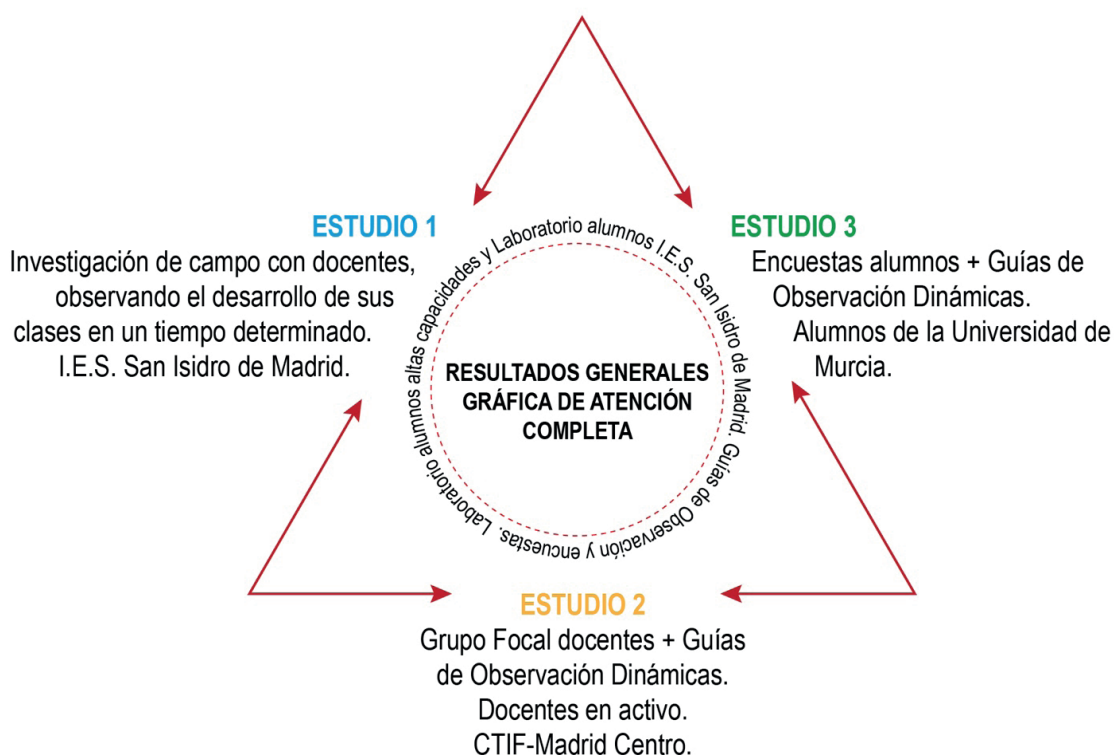 ESTUDIO 1
Investigación de campo con docentes,
observando el desarrollo de sus
clases en un tiempo determinado.
I.E.S. San Isidro de Madrid.
ESTUDIO 3
Encuestas alumnos + Guías de
Observación Dinámicas.
Alumnos de la Universidad de
Murcia.
Laboratorio alumnos altas capacidades y Laboratorio alumnos I.E.S. San Isidro de Madrid. Guías de Observación y encuestas.
RESULTADOS GENERALES
GRÁFICA DE ATENCIÓN
COMPLETA
ESTUDIO 2
Grupo Focal docentes + Guías
de Observación Dinámicas.
Docentes en activo.
CTIF-Madrid Centro.